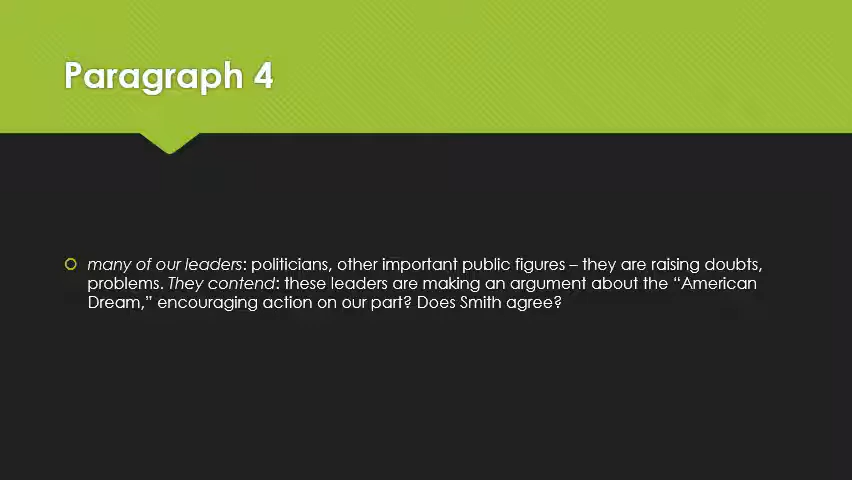 Paragraph 4
many of our leaders: politicians, other important public figures – they are raising doubts,
problems. They contend: these leaders are making an argument about the “American
Dream,” encouraging action on our part? Does Smith agree?